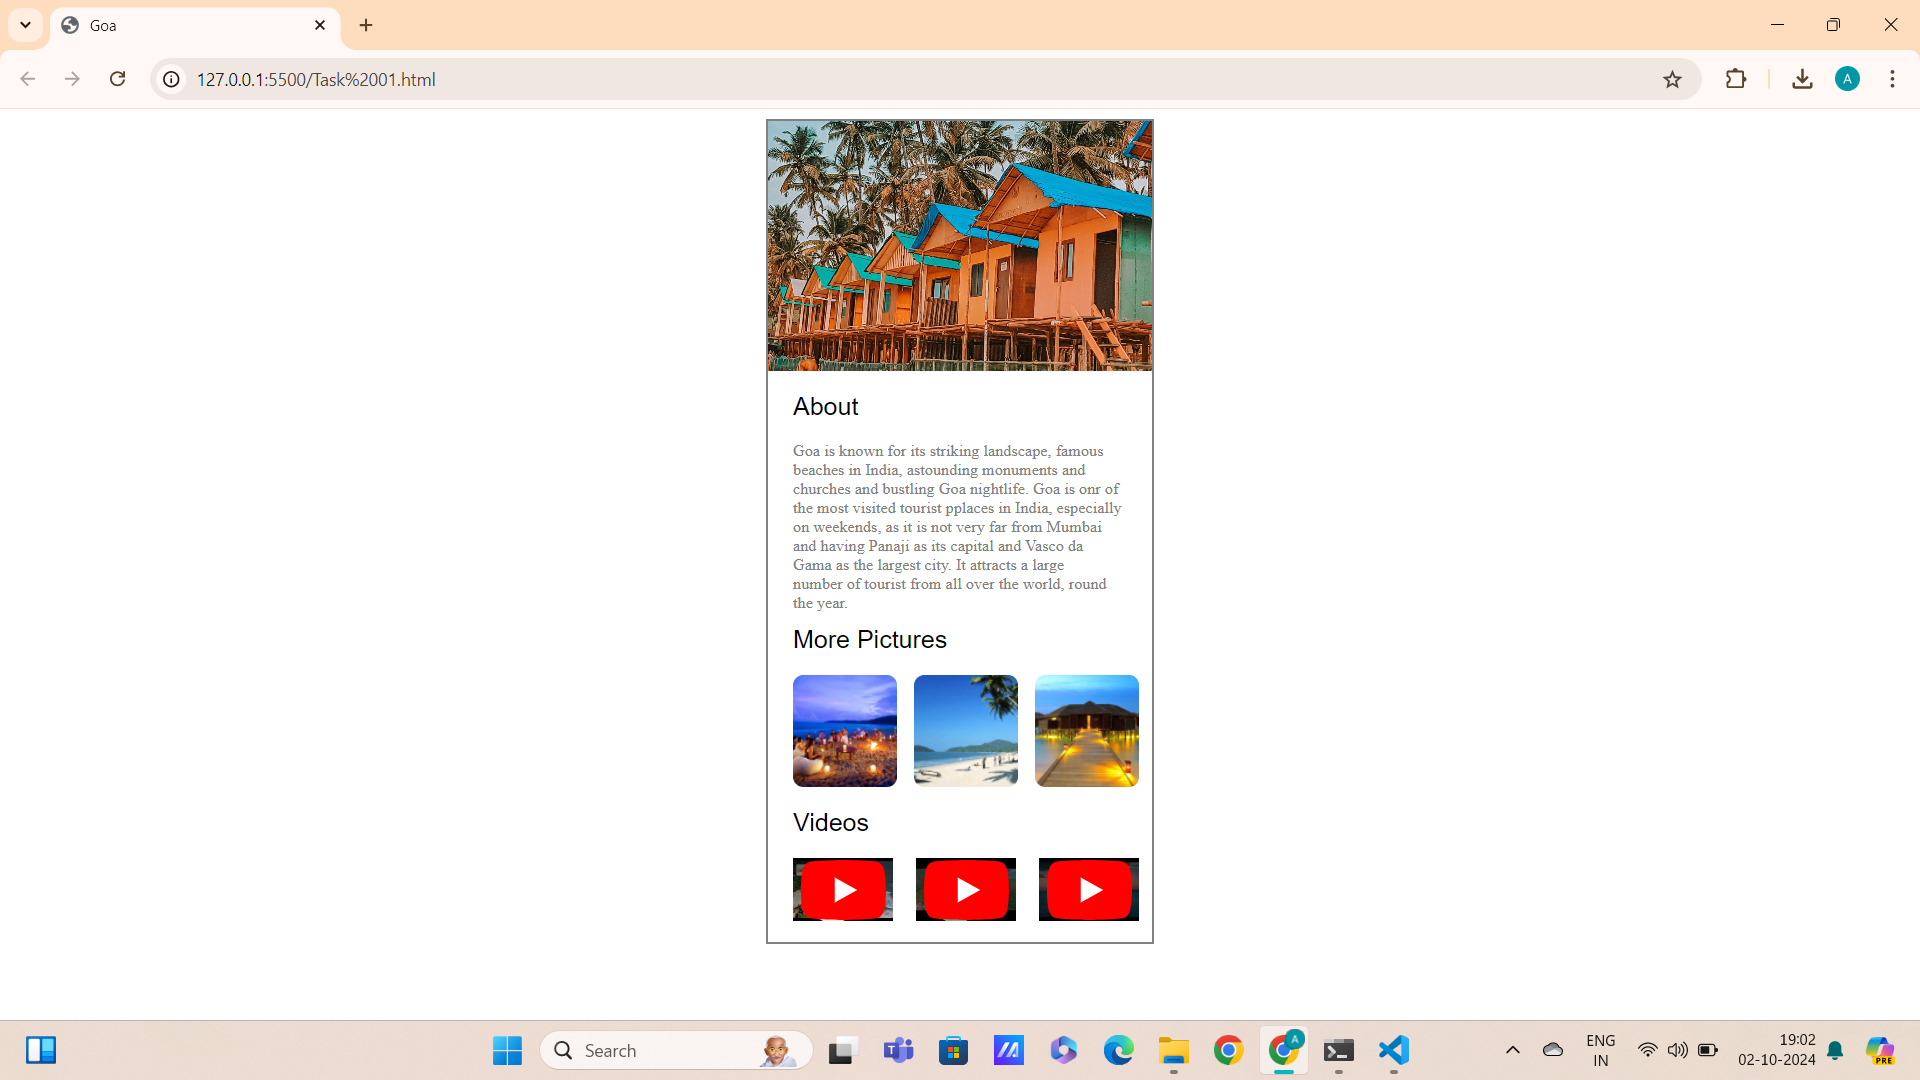 Goa
127.0.0.1:5500/Task%2001.html
A
About
Goa is known for its striking landscape, famous
beaches in India, astounding monuments and
churches and bustling Goa nightlife. Goa is onr of
the most visited tourist pplaces in India, especially
on weekends, as it is not very far from Mumbai
and having Panaji as its capital and Vasco da
Gama as the largest city. It attracts a large
number of tourist from all over the world, round
the year.
More Pictures
Videos
Search
T
A
ENG
IN
19:02
02-10-2024
PRE